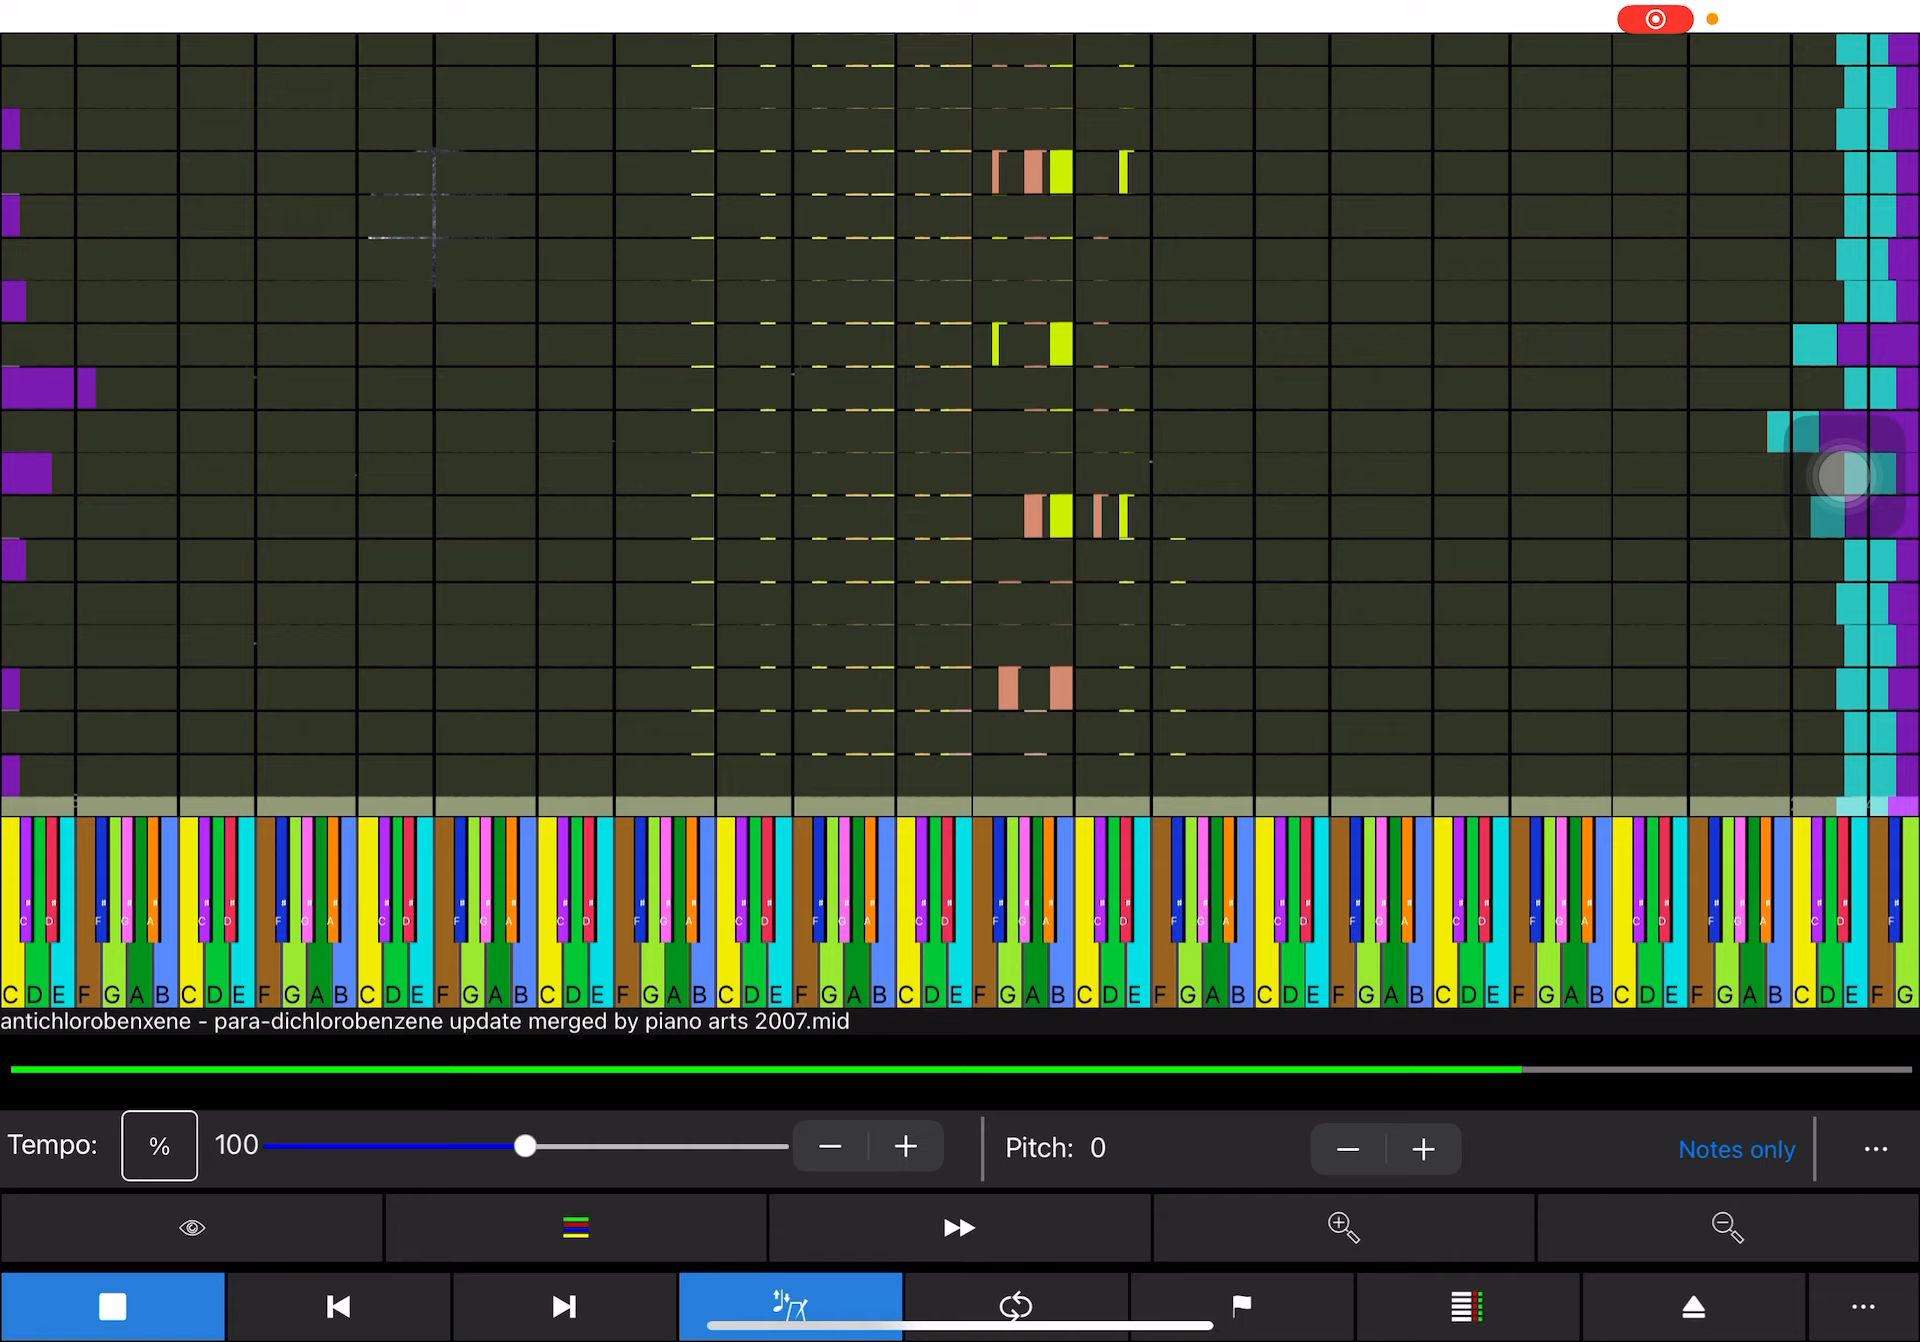 F# G# A# C# D# F# G# A# C# D# F# G# A# C# D# F# G# A# C# D# F# G# A# C# D# F#
C D E F G A B C D E F G A B C D E F G A B C D E F G A B C D E F G A B C D E F G A B C D E F G A B C D E F G A B C D E F G A B C D E F G
antichlorobenxene - para-dichlorobenzene update merged by piano arts 2007.mid
Tempo: % 100 − + Pitch: 0 − + Notes only ...
...